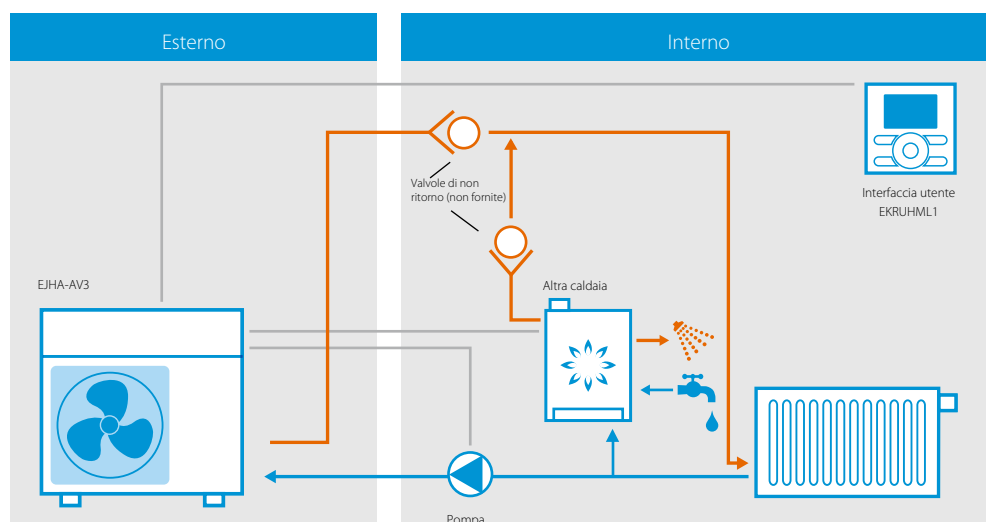 Esterno
Interno
Valvole di non
ritorno (non fornite)
Interfaccia utente
EKRUHML1
EJHA-AV3
Altra caldaia
Pompa